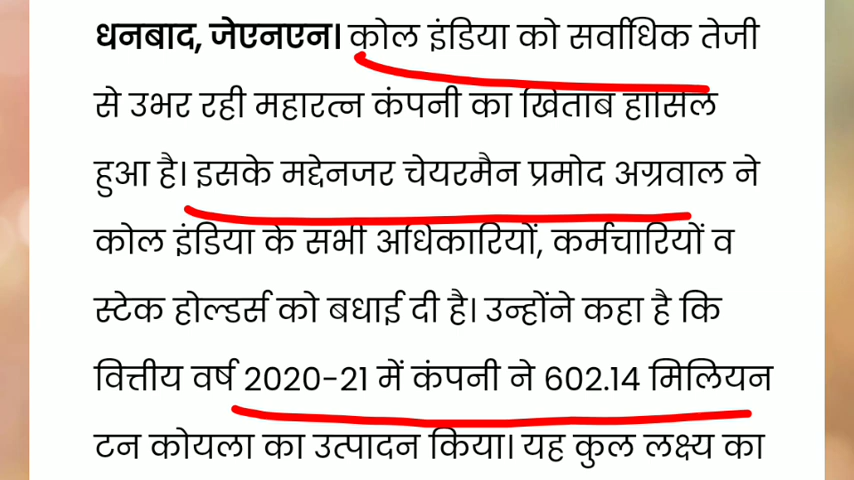 धनबाद, जेएनएन। कोल इंडिया को सर्वाधिक तेजी
से उभर रही महारत्न कंपनी का खिताब हासिल
हुआ है। इसके मद्देनजर चेयरमैन प्रमोद अग्रवाल ने
कोल इंडिया के सभी अधिकारियों, कर्मचारियों व
स्टेक होल्डर्स को बधाई दी है। उन्होंने कहा है कि
वित्तीय वर्ष 2020-21 में कंपनी ने 602.14 मिलियन
टन कोयला का उत्पादन किया। यह कुल लक्ष्य का